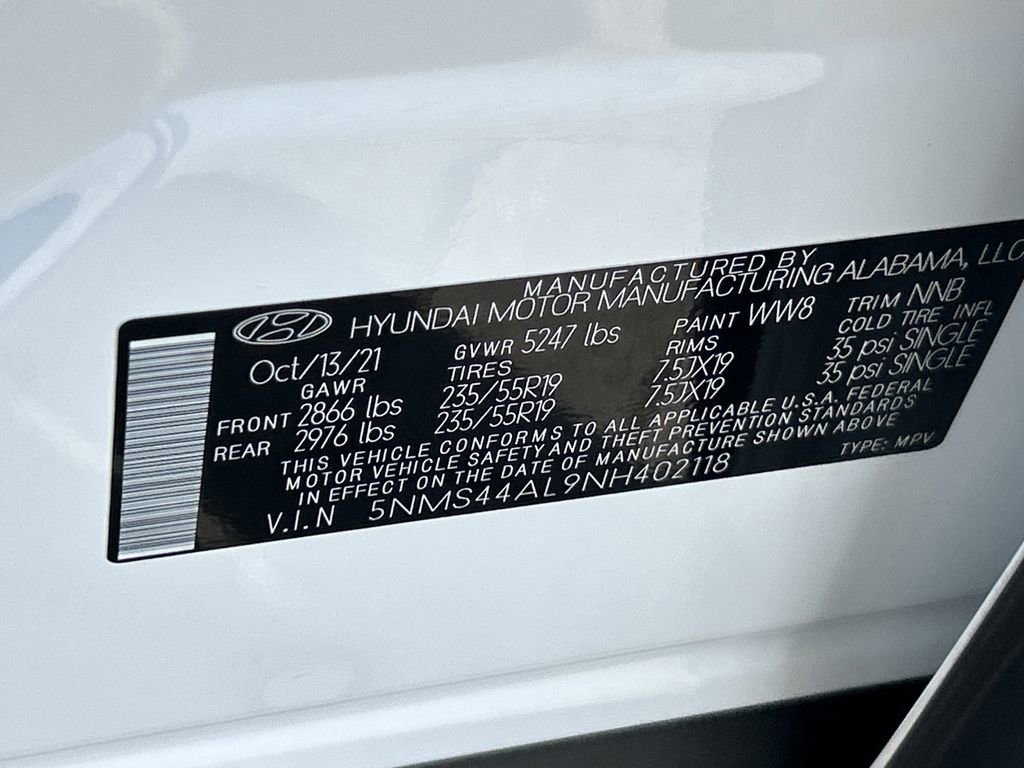 MANUFACTURED BY
HYUNDAI MOTOR MANUFACTURING ALABAMA, LLC
Oct/13/21 GVWR 5247 lbs PAINT WW8 TRIM NNB
GAWR TIRES RIMS COLD TIRE INFL
FRONT 2866 lbs 235/55R19 7.5JX19 35 psi SINGLE
REAR 2976 lbs 235/55R19 7.5JX19 35 psi SINGLE
THIS VEHICLE CONFORMS TO ALL APPLICABLE U.S.A. FEDERAL
MOTOR VEHICLE SAFETY AND THEFT PREVENTION STANDARDS
IN EFFECT ON THE DATE OF MANUFACTURE SHOWN ABOVE
V.I.N 5NMS44AL9NH402118 TYPE: MPV